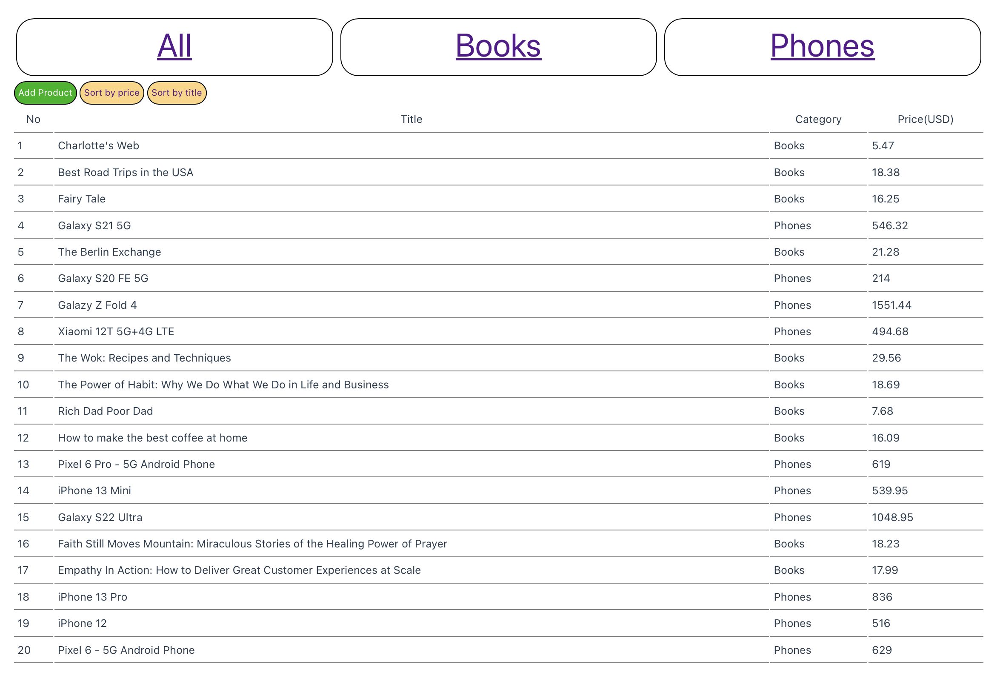 All Books Phones
Add Product Sort by price Sort by title
No Title Category Price(USD)
1 Charlotte's Web Books 5.47
2 Best Road Trips in the USA Books 18.38
3 Fairy Tale Books 16.25
4 Galaxy S21 5G Phones 546.32
5 The Berlin Exchange Books 21.28
6 Galaxy S20 FE 5G Phones 214
7 Galazy Z Fold 4 Phones 1551.44
8 Xiaomi 12T 5G+4G LTE Phones 494.68
9 The Wok: Recipes and Techniques Books 29.56
10 The Power of Habit: Why We Do What We Do in Life and Business Books 18.69
11 Rich Dad Poor Dad Books 7.68
12 How to make the best coffee at home Books 16.09
13 Pixel 6 Pro - 5G Android Phone Phones 619
14 iPhone 13 Mini Phones 539.95
15 Galaxy S22 Ultra Phones 1048.95
16 Faith Still Moves Mountain: Miraculous Stories of the Healing Power of Prayer Books 18.23
17 Empathy In Action: How to Deliver Great Customer Experiences at Scale Books 17.99
18 iPhone 13 Pro Phones 836
19 iPhone 12 Phones 516
20 Pixel 6 - 5G Android Phone Phones 629